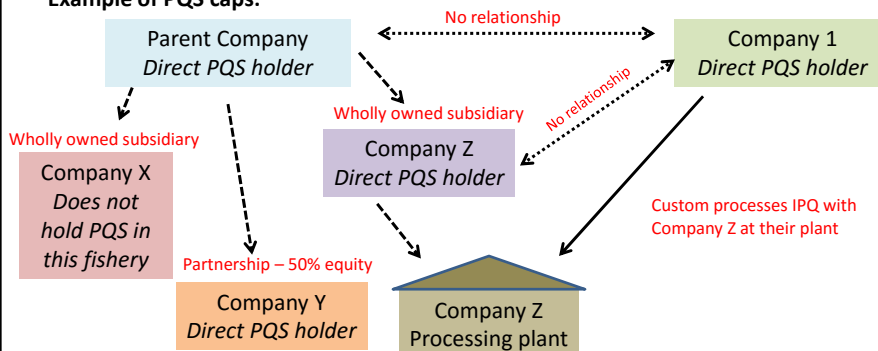 Example of PQS caps:
No relationship
Parent Company
Direct PQS holder
Company 1
Direct PQS holder
No relationship
Wholly owned subsidiary
Wholly owned subsidiary
Company Z
Direct PQS holder
Company X
Does not
hold PQS in
this fishery
Custom processes IPQ with
Company Z at their plant
Partnership – 50% equity
Company Y
Direct PQS holder
Company Z
Processing plant